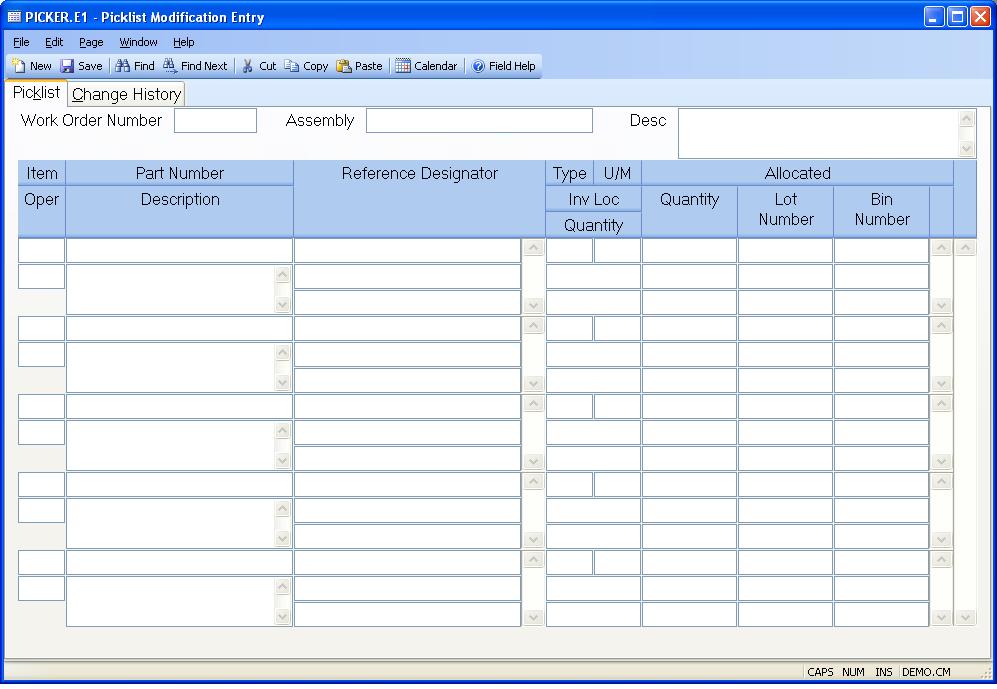 PICKER.E1 - Picklist Modification Entry
File Edit Page Window Help
New Save Find Find Next Cut Copy Paste Calendar Field Help
Picklist Change History
Work Order Number Assembly Desc
Item Part Number Reference Designator Type U/M Allocated
Oper Description Inv Loc Quantity Lot Number Bin Number
Quantity
CAPS NUM INS DEMO.CM